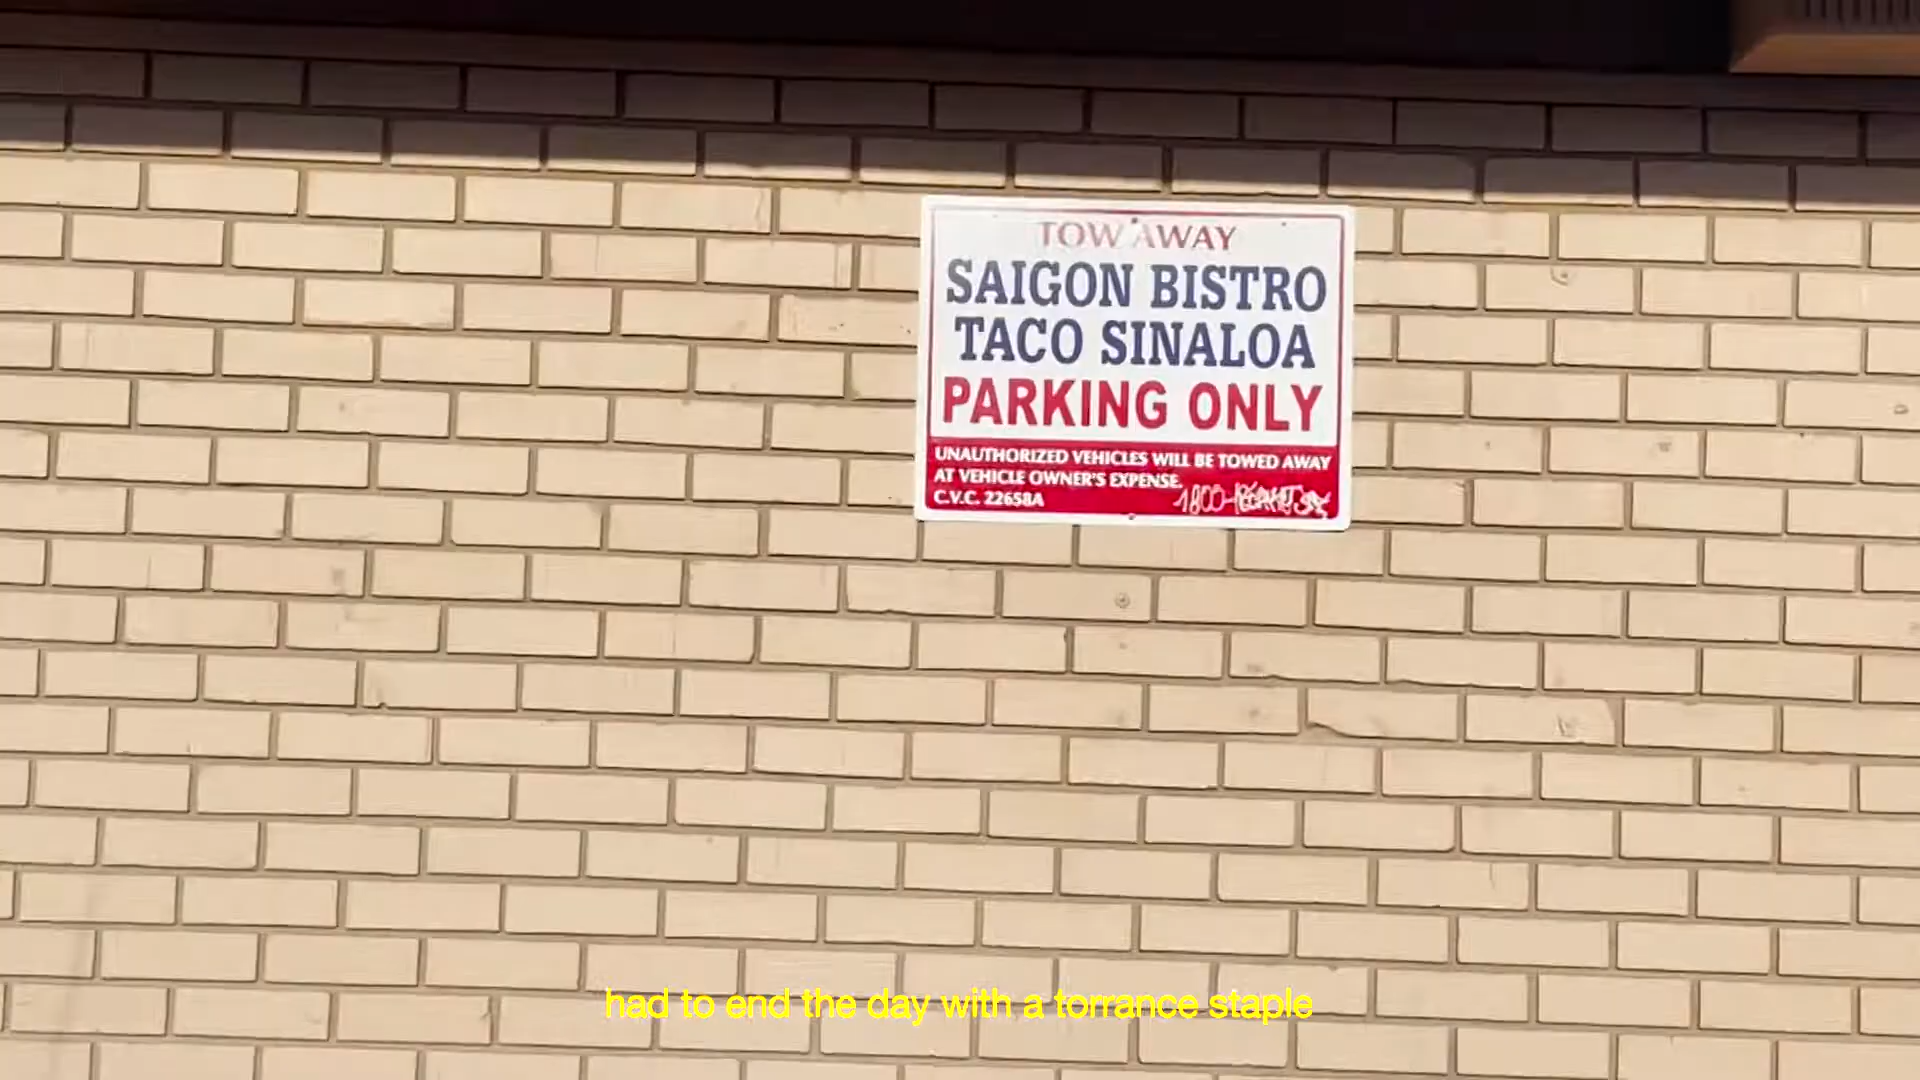 TOW AWAY
SAIGON BISTRO
TACO SINALOA
PARKING ONLY
UNAUTHORIZED VEHICLES WILL BE TOWED AWAY
AT VEHICLE OWNER'S EXPENSE.
C.V.C. 22658A
1800-
had to end the day with a torrance staple